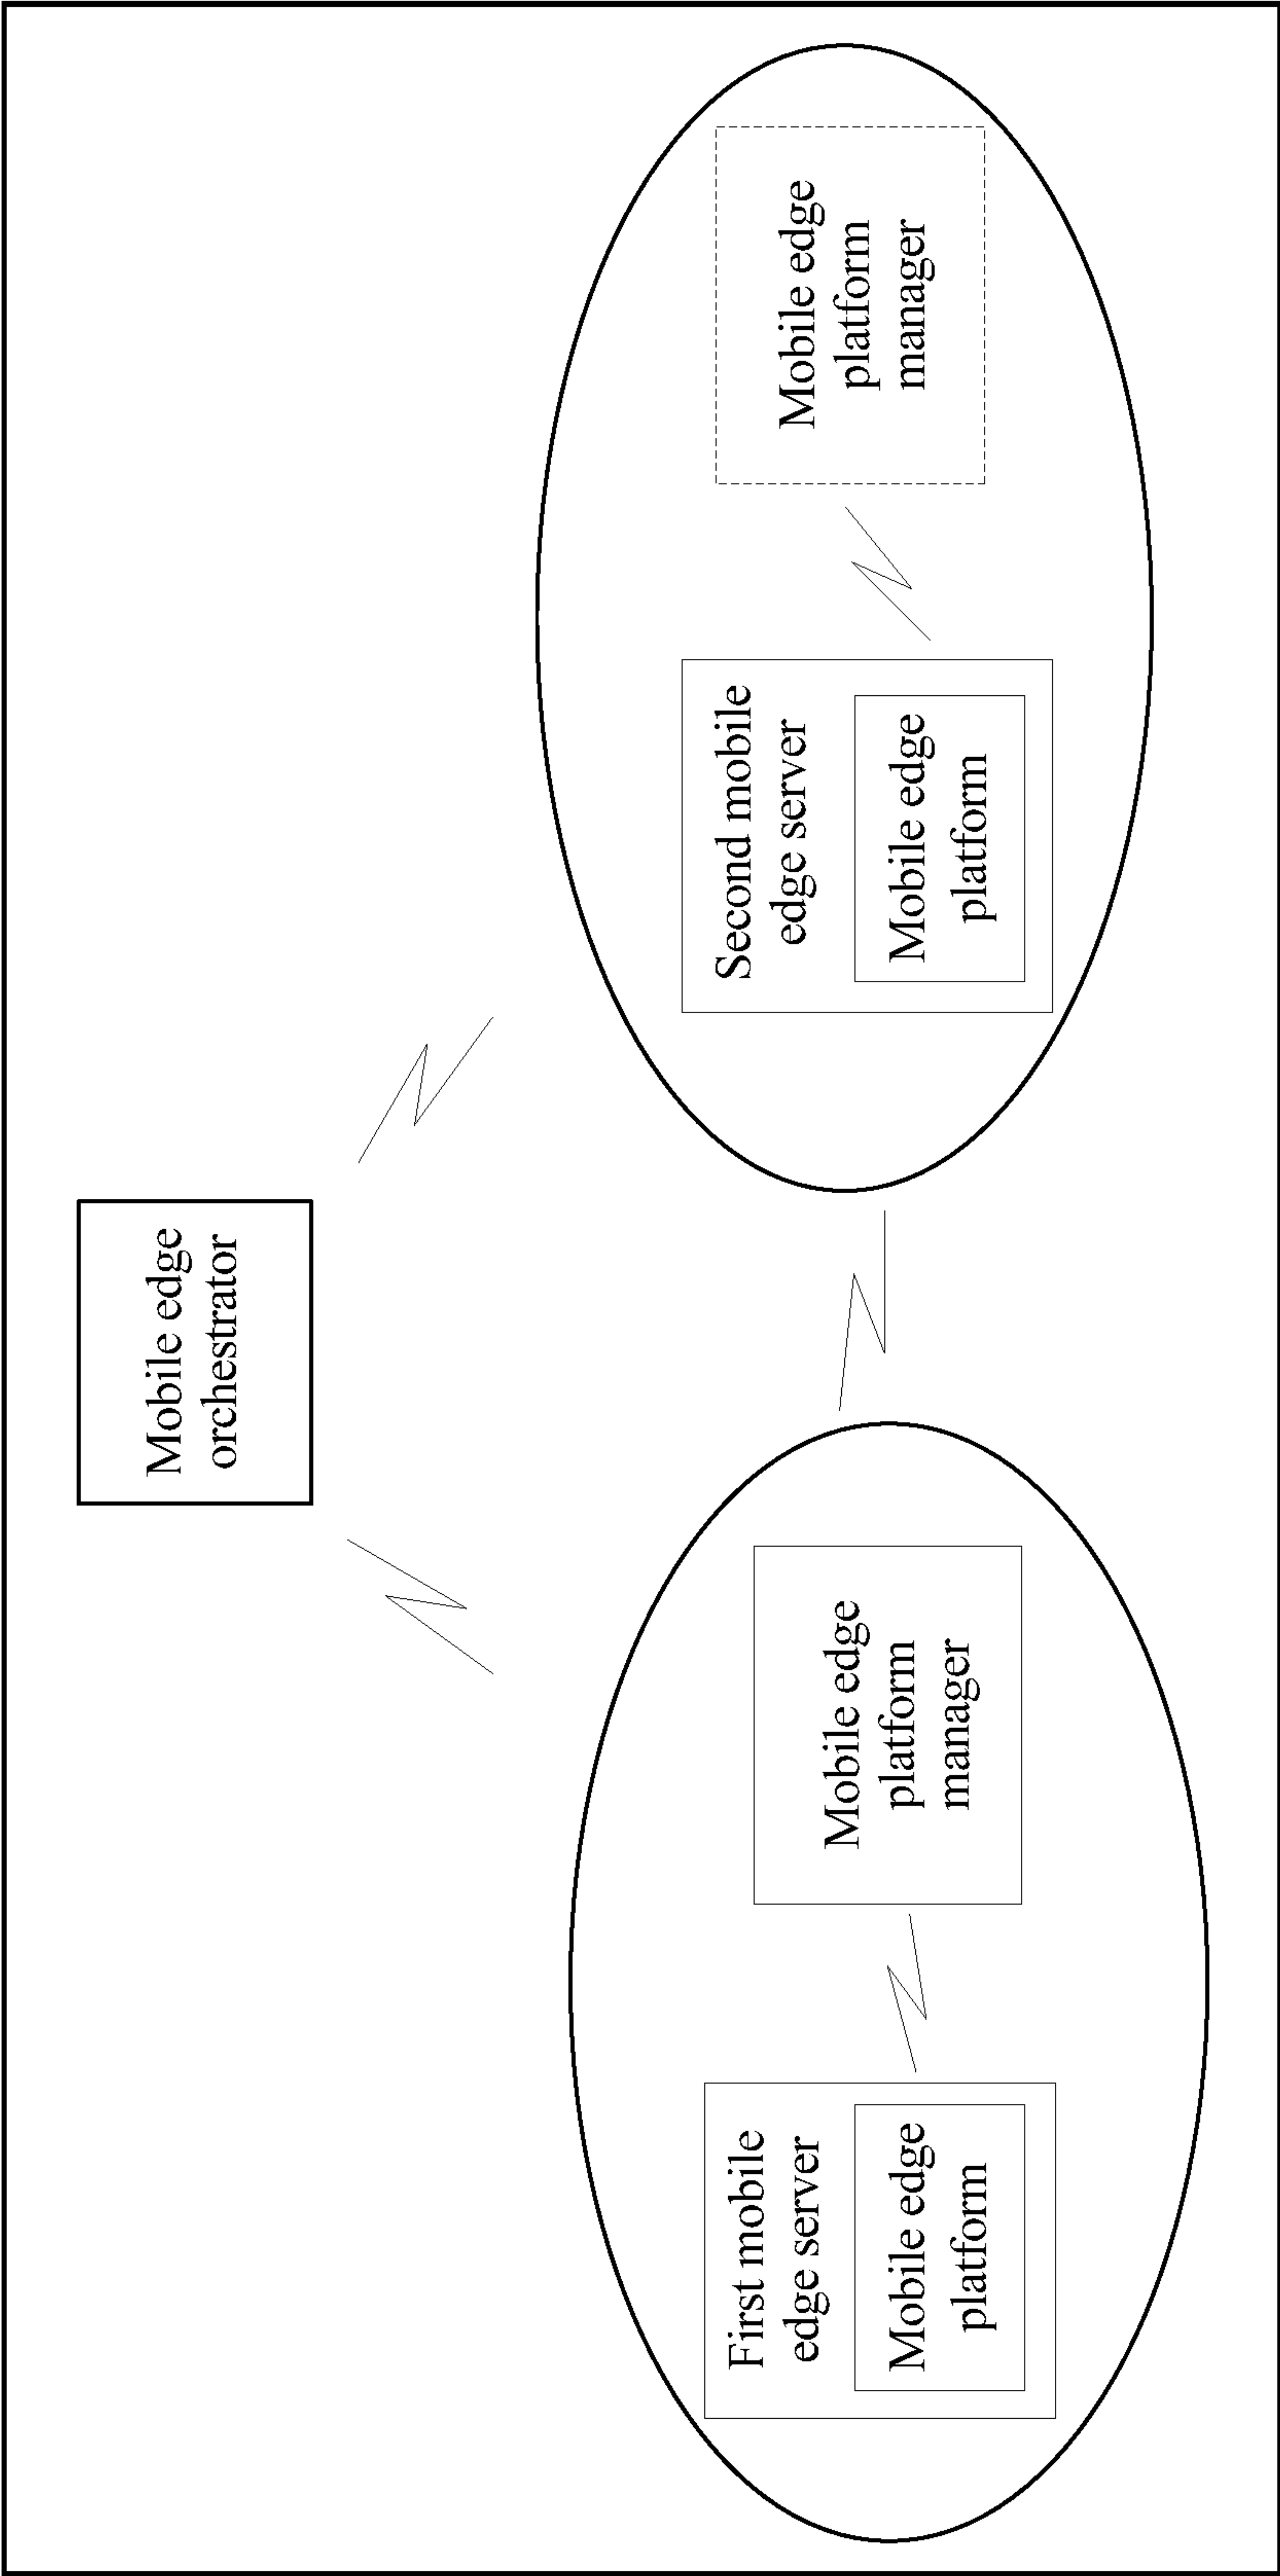 Mobile edge
orchestrator
First mobile
edge server
Mobile edge
platform
Mobile edge
platform
manager
Second mobile
edge server
Mobile edge
platform
Mobile edge
platform
manager